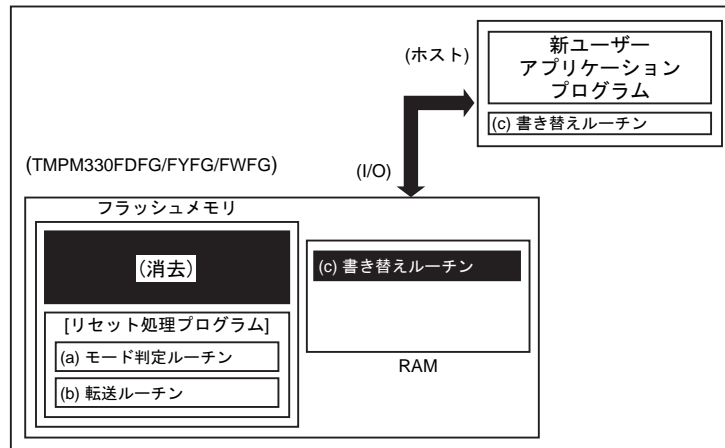 (ホスト)
新ユーザー
アプリケーション
プログラム
(c) 書き替えルーチン
(TMPM330FDFG/FYFG/FWFG)
(I/O)
フラッシュメモリ
(消去)
[リセット処理プログラム]
(a) モード判定ルーチン
(b) 転送ルーチン
(c) 書き替えルーチン
RAM